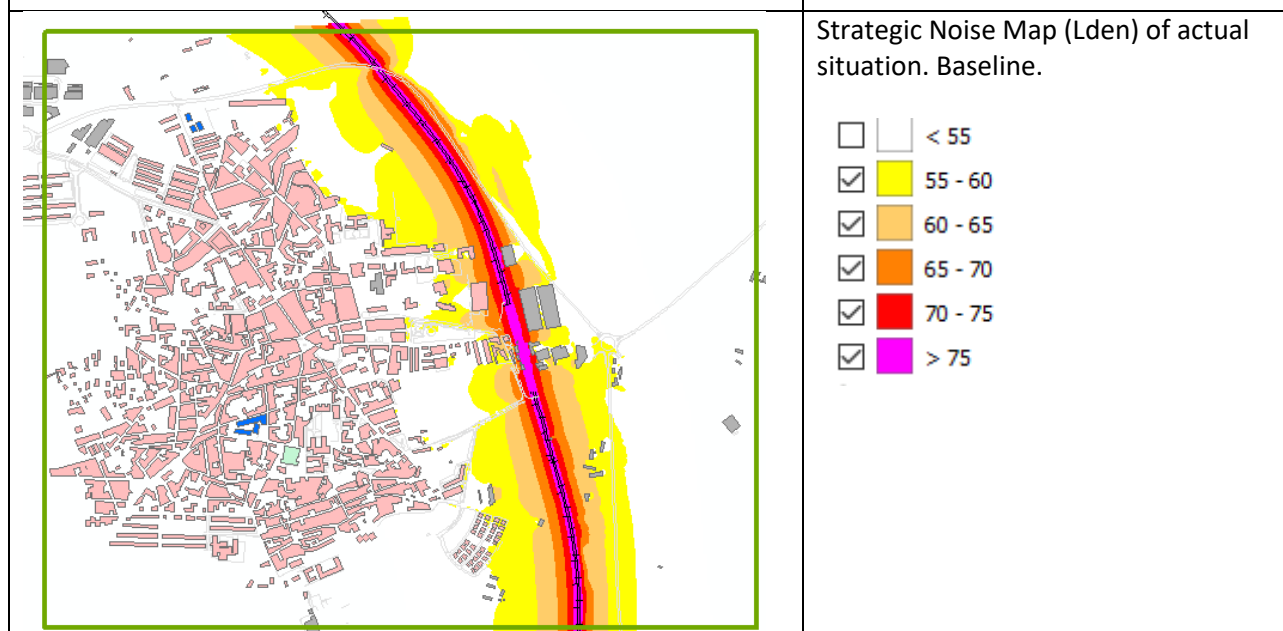 Strategic Noise Map (Lden) of actual
situation. Baseline.
< 55
55 - 60
60 - 65
65 - 70
70 - 75
> 75